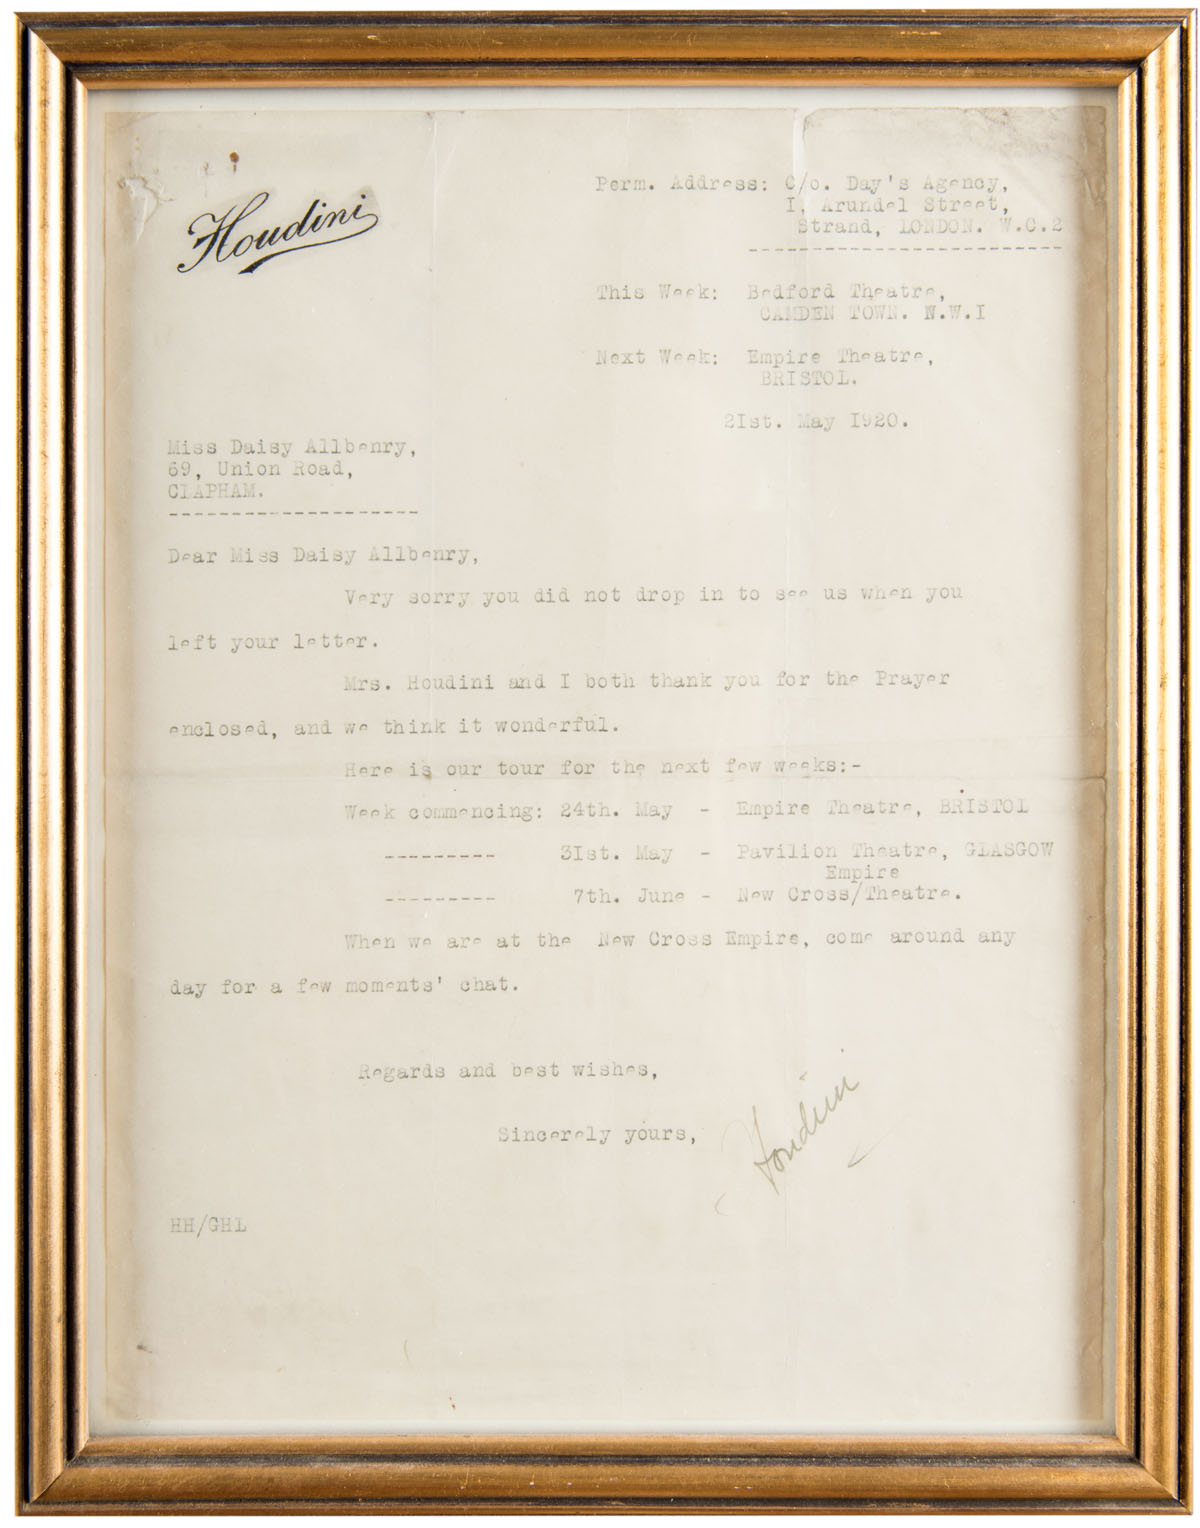 Houdini
Perm. Address: C/o. Day's Agency,
I, Arundel Street,
Strand, LONDON. W.C.2
-------------------------
This Week: Bedford Theatre,
CAMDEN TOWN. N.W.I
Next Week: Empire Theatre,
BRISTOL.
2Ist. May I920.
Miss Daisy Allbenry,
69, Union Road,
CLAPHAM.
--------------------
Dear Miss Daisy Allbenry,
Very sorry you did not drop in to see us when you
left your letter.
Mrs. Houdini and I both thank you for the Prayer
enclosed, and we think it wonderful.
Here is our tour for the next few weeks:-
Week commencing: 24th. May - Empire Theatre, BRISTOL
--------- 3Ist. May - Pavilion Theatre, GLASGOW
Empire
--------- 7th. June - New Cross/Theatre.
When we are at the New Cross Empire, come around any
day for a few moments' chat.
Regards and best wishes,
Sincerely yours,
Houdini
HH/GHL